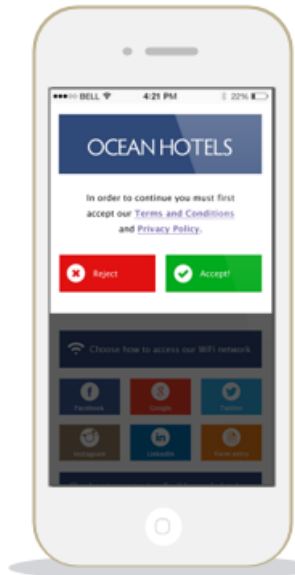 BELL 4:21 PM 22%
OCEAN HOTELS
In order to continue you must first
accept our Terms and Conditions
and Privacy Policy.
Reject Accept!
Choose how to access our WiFi network
Facebook Google Twitter
Instagram LinkedIn